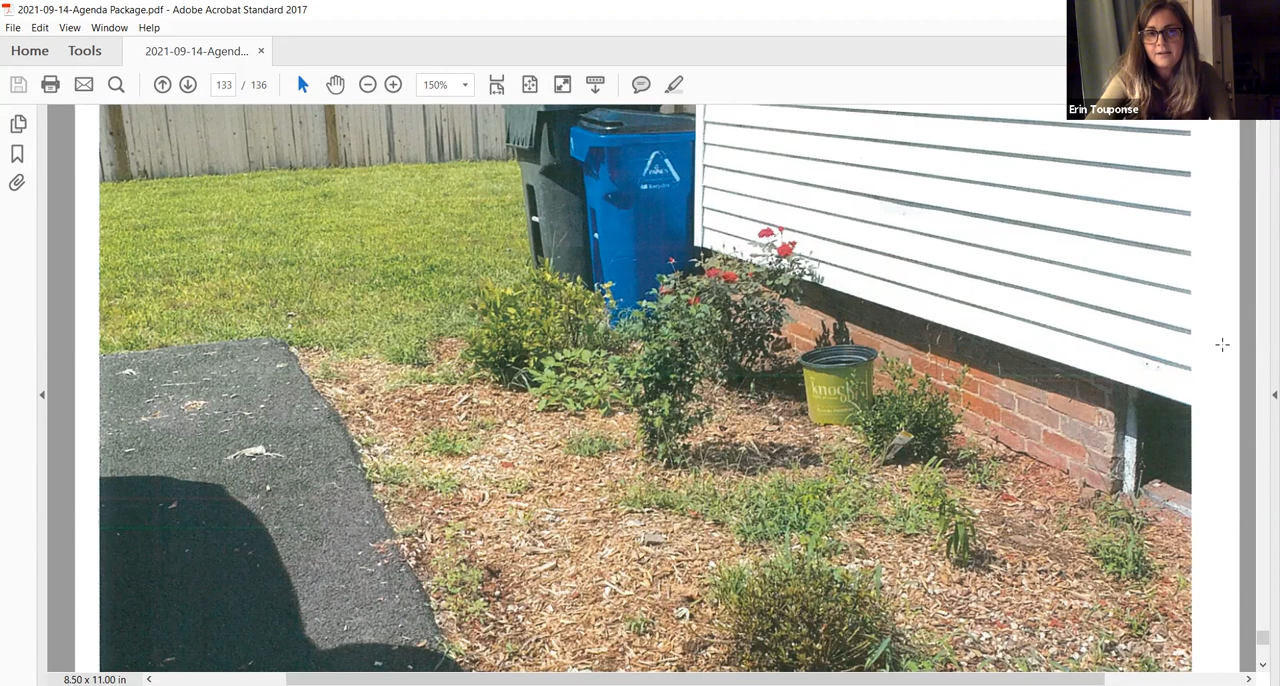 2021-09-14-Agenda Package.pdf - Adobe Acrobat Standard 2017
File Edit View Window Help
Home Tools 2021-09-14-Agend... ×
133 / 136 150%
Erin Touponse
8.50 x 11.00 in